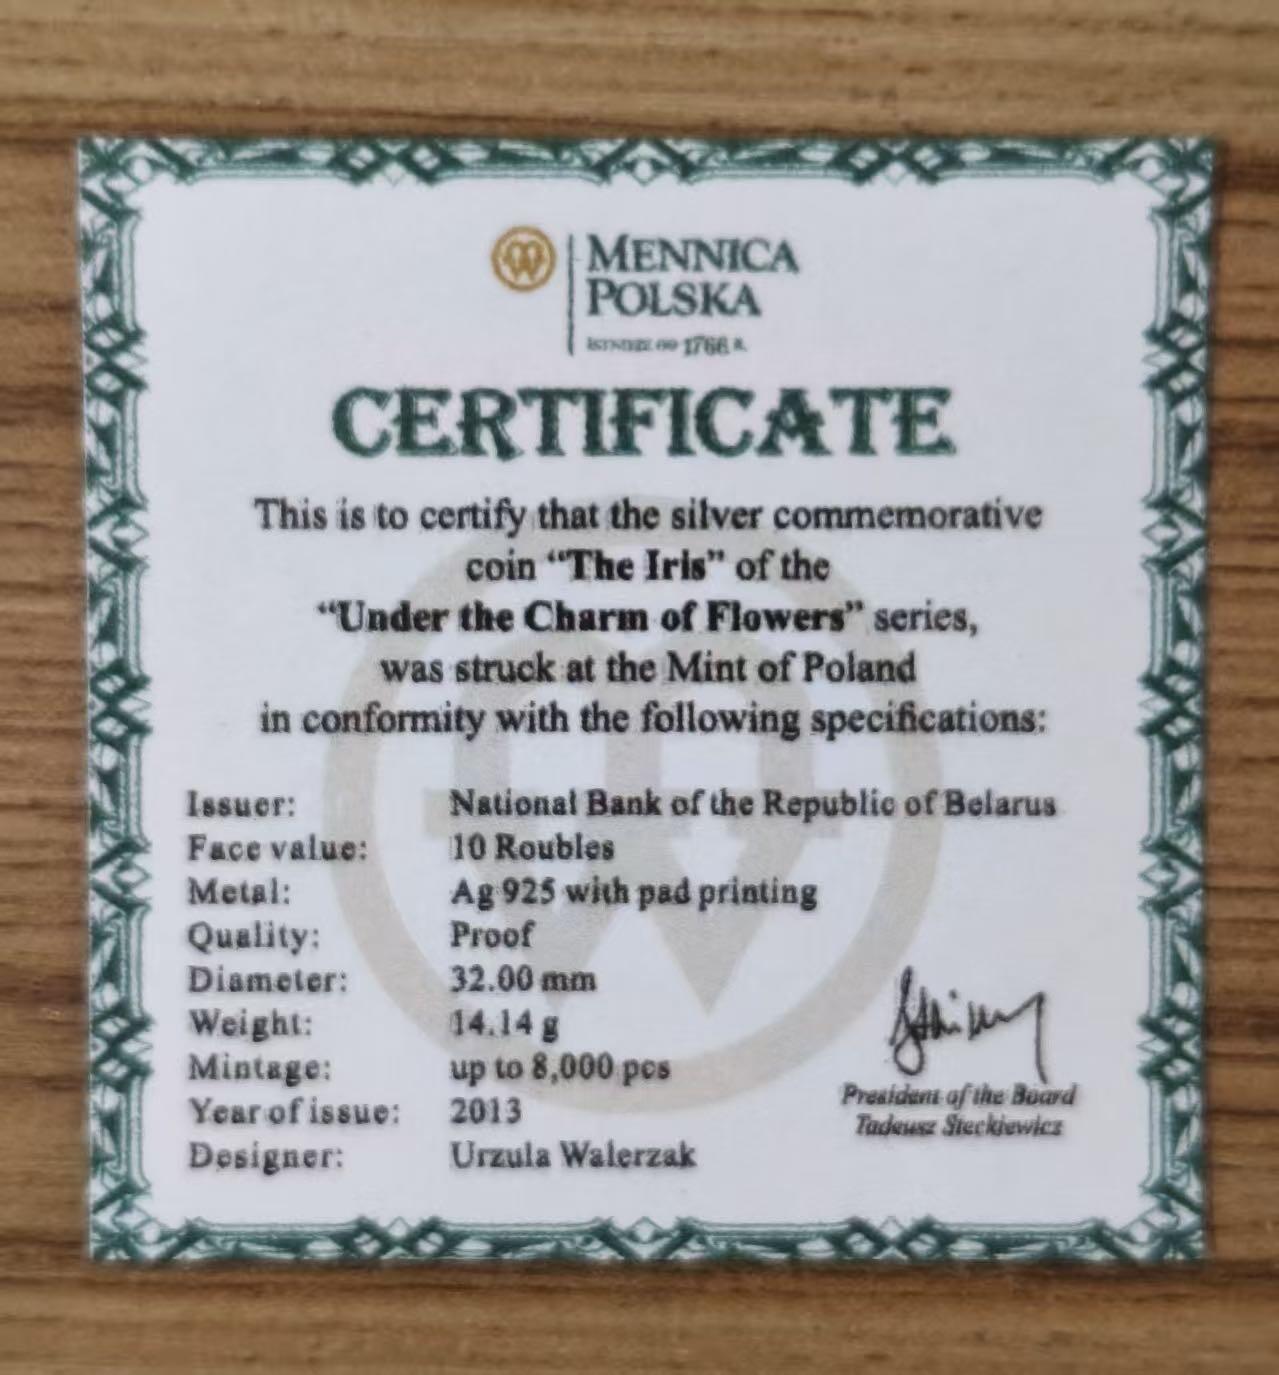 MENNICA
POLSKA
ISTNIEJE OD 1766 R.
CERTIFICATE
This is to certify that the silver commemorative
coin “The Iris” of the
“Under the Charm of Flowers” series,
was struck at the Mint of Poland
in conformity with the following specifications:
Issuer: National Bank of the Republic of Belarus
Face value: 10 Roubles
Metal: Ag 925 with pad printing
Quality: Proof
Diameter: 32.00 mm
Weight: 14.14 g
Mintage: up to 8,000 pcs
Year of issue: 2013
Designer: Urzula Walerzak
President of the Board
Tadeusz Steckiewicz